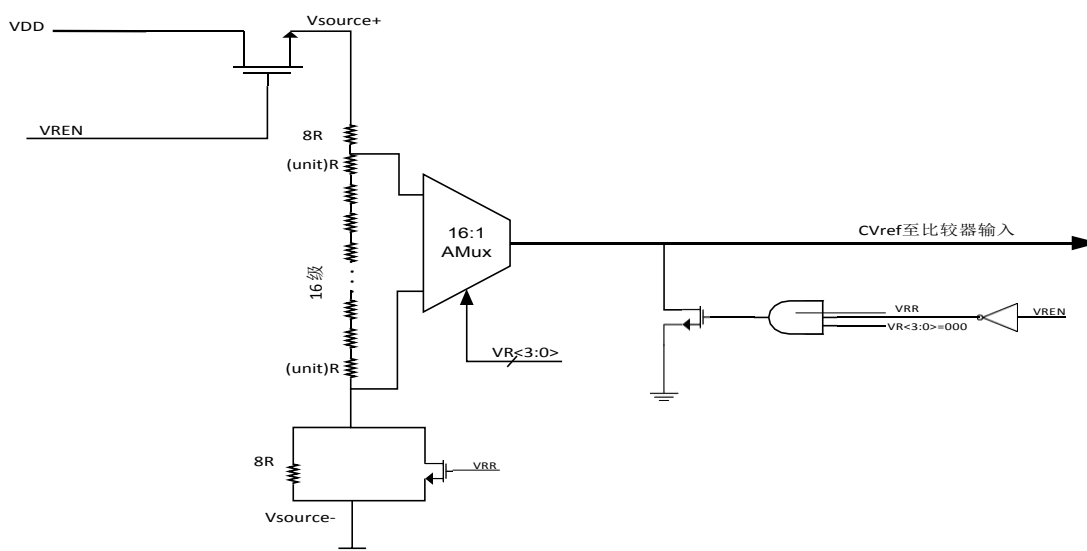 Vsource+
VDD
VREN
8R
(unit)R
16:1
AMux
CVref至比较器输入
16级
VRR
VREN
VR<3:0>=000
VR<3:0>
(unit)R
8R
VRR
Vsource-